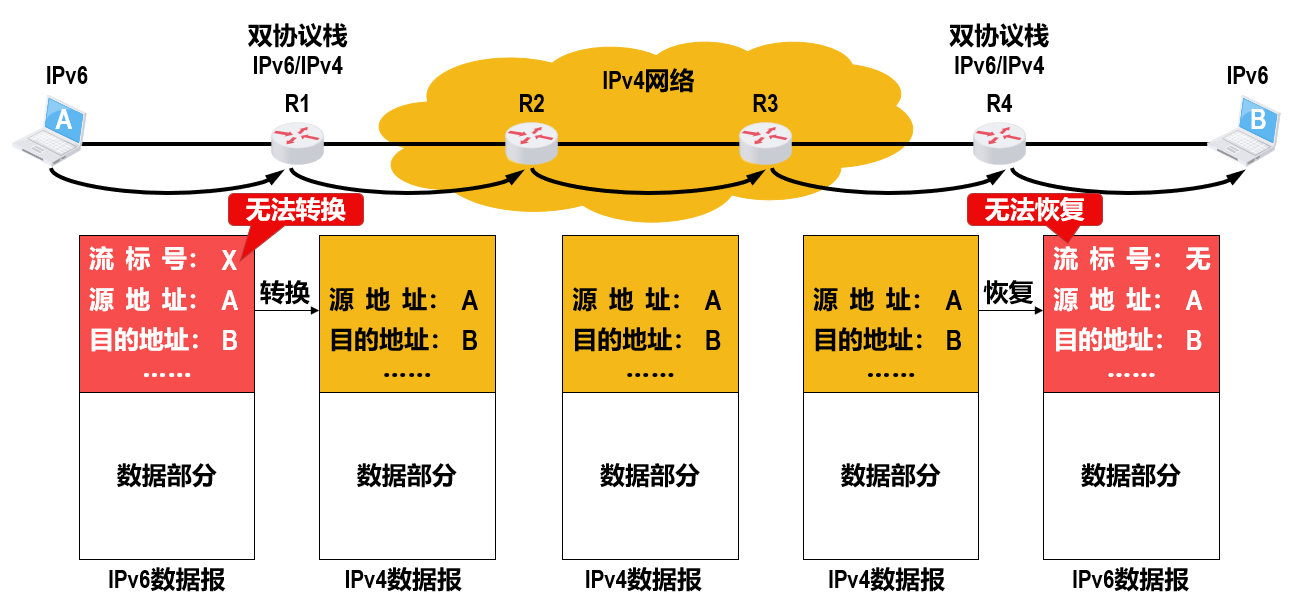 双协议栈
IPv6/IPv4
双协议栈
IPv6/IPv4
IPv6
IPv4网络
IPv6
R1
R2
R3
R4
A
B
无法转换
无法恢复
流 标 号： X
源 地 址： A
目的地址： B
……
转换
源 地 址： A
目的地址： B
……
源 地 址： A
目的地址： B
……
源 地 址： A
目的地址： B
……
恢复
流 标 号： 无
源 地 址： A
目的地址： B
……
数据部分
数据部分
数据部分
数据部分
数据部分
IPv6数据报
IPv4数据报
IPv4数据报
IPv4数据报
IPv6数据报